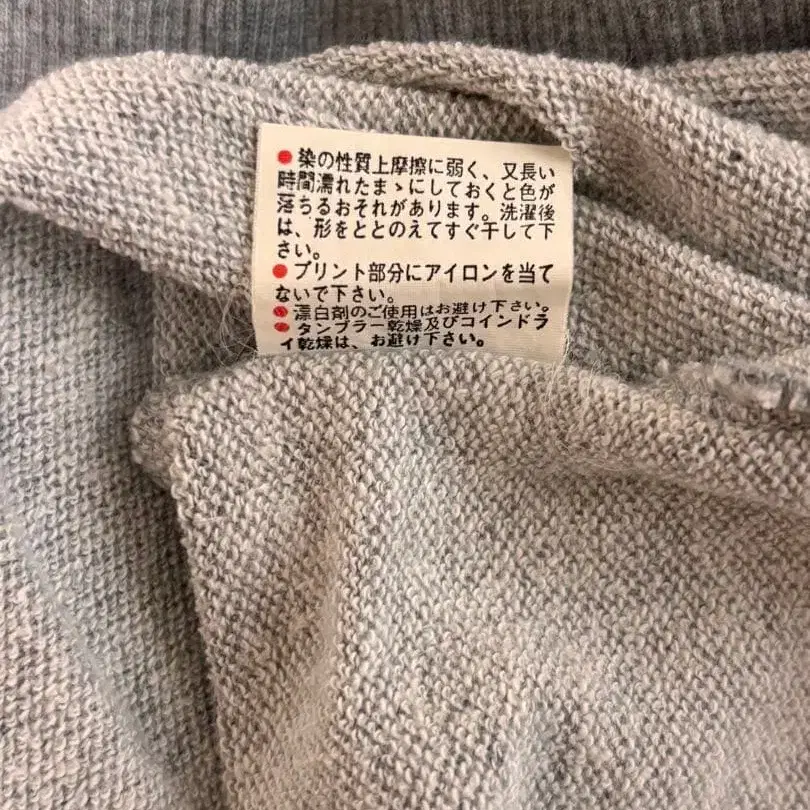 ●染の性質上摩擦に弱く、又長い
時間濡れたまゝにしておくと色が
落ちるおそれがあります。洗濯後
は、形をととのえてすぐ干して下
さい。
●プリント部分にアイロンを当て
ないで下さい。
●漂白剤のご使用はお避け下さい。
●タンブラー乾燥及びコインドラ
イ乾燥は、お避け下さい。